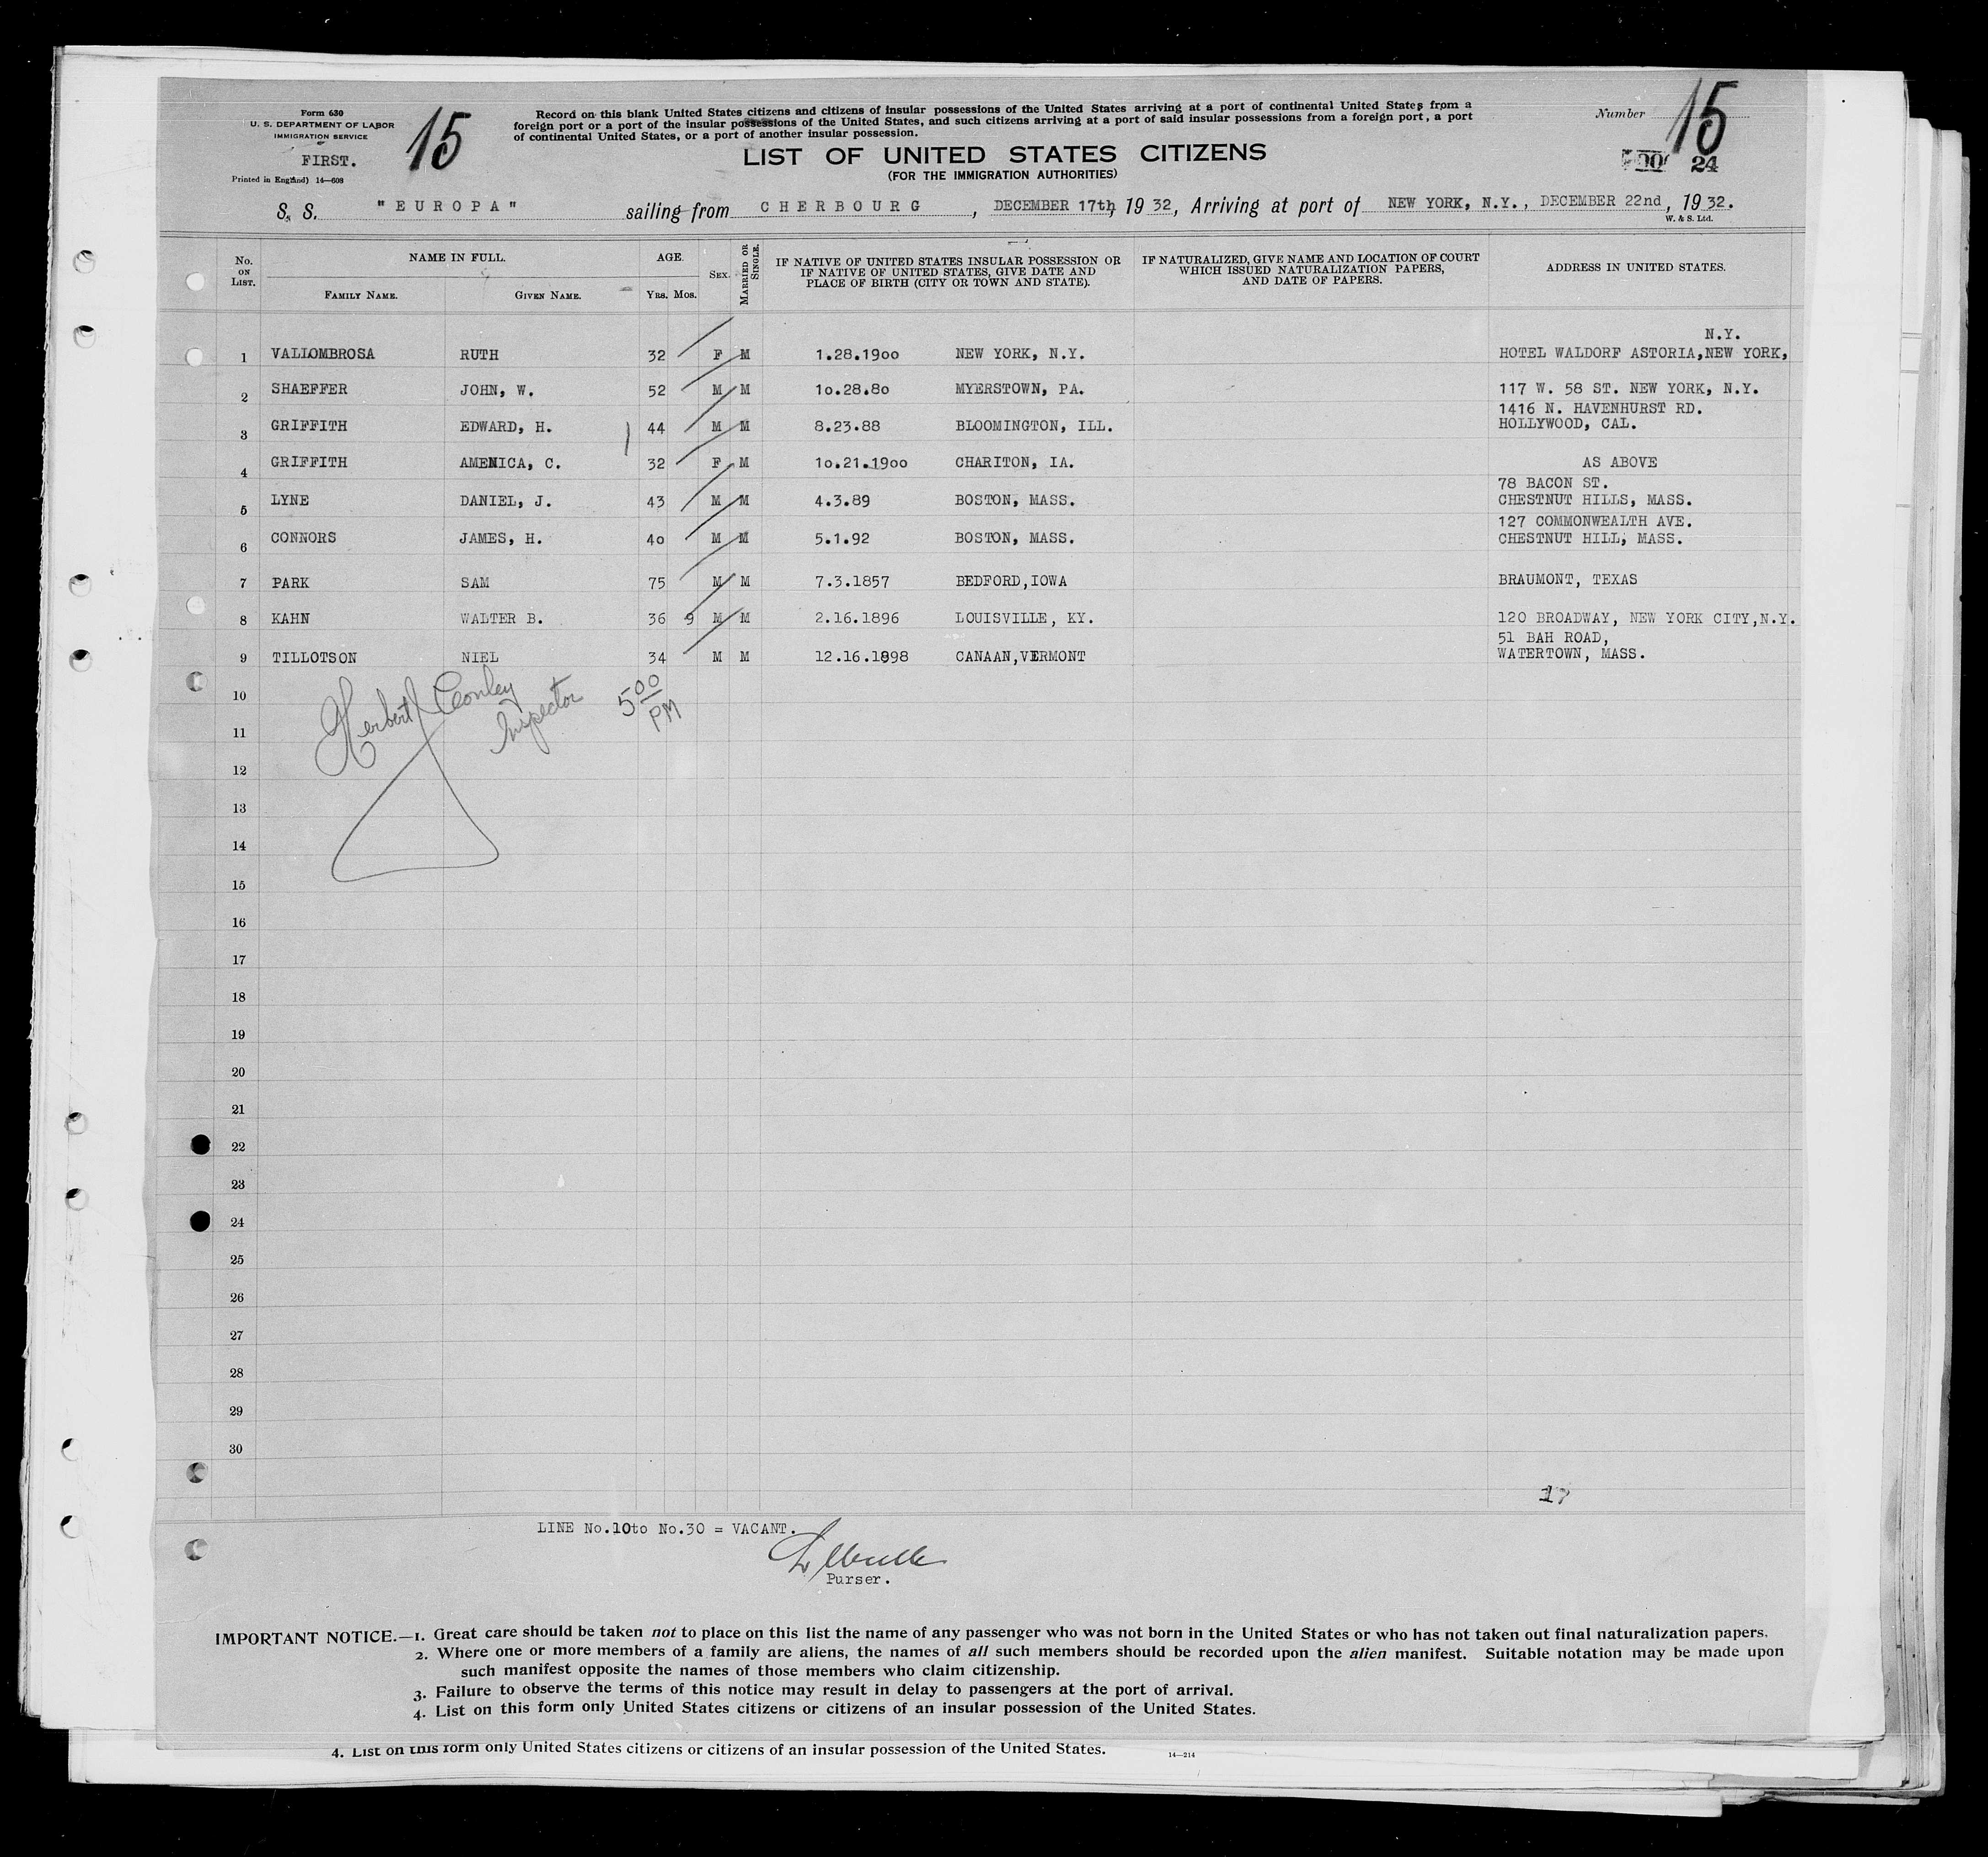 Form 630
U. S. DEPARTMENT OF LABOR
IMMIGRATION SERVICE
FIRST.
Printed in England) 14—608
15
Record on this blank United States citizens and citizens of insular possessions of the United States arriving at a port of continental United States from a
foreign port or a port of the insular possessions of the United States, and such citizens arriving at a port of said insular possessions from a foreign port, a port
of continental United States, or a port of another insular possession.
Number 15
24
LIST OF UNITED STATES CITIZENS
(FOR THE IMMIGRATION AUTHORITIES)
S. S. "EUROPA" sailing from CHERBOURG, DECEMBER 17th, 1932, Arriving at port of NEW YORK, N.Y., DECEMBER 22nd, 1932.
W. & S. Ltd.
No. ON LIST.
NAME IN FULL.
FAMILY NAME. GIVEN NAME.
AGE.
YRS. MOS.
SEX.
MARRIED OR SINGLE.
IF NATIVE OF UNITED STATES INSULAR POSSESSION OR
IF NATIVE OF UNITED STATES, GIVE DATE AND
PLACE OF BIRTH (CITY OR TOWN AND STATE).
IF NATURALIZED, GIVE NAME AND LOCATION OF COURT
WHICH ISSUED NATURALIZATION PAPERS,
AND DATE OF PAPERS.
ADDRESS IN UNITED STATES.
N.Y.
1 VALLOMBROSA RUTH 32 F M 1.28.1900 NEW YORK, N.Y. HOTEL WALDORF ASTORIA,NEW YORK,
2 SHAEFFER JOHN, W. 52 M M 10.28.80 MYERSTOWN, PA. 117 W. 58 ST. NEW YORK, N.Y.
1416 N. HAVENHURST RD.
3 GRIFFITH EDWARD, H. 44 M M 8.23.88 BLOOMINGTON, ILL. HOLLYWOOD, CAL.
4 GRIFFITH AMENICA, C. 32 F M 10.21.1900 CHARITON, IA. AS ABOVE
78 BACON ST.
5 LYNE DANIEL, J. 43 M M 4.3.89 BOSTON, MASS. CHESTNUT HILLS, MASS.
127 COMMONWEALTH AVE.
6 CONNORS JAMES, H. 40 M M 5.1.92 BOSTON, MASS. CHESTNUT HILL, MASS.
7 PARK SAM 75 M M 7.3.1857 BEDFORD,IOWA BRAUMONT, TEXAS
8 KAHN WALTER B. 36 9 M M 2.16.1896 LOUISVILLE, KY. 120 BROADWAY, NEW YORK CITY,N.Y.
51 BAH ROAD,
9 TILLOTSON NIEL 34 M M 12.16.1898 CANAAN,VERMONT WATERTOWN, MASS.
Herbert J Conley
Inspector
5 00 PM
10
11
12
13
14
15
16
17
18
19
20
21
22
23
24
25
26
27
28
29
30
17
LINE No.10to No.30 = VACANT.
Purser.
IMPORTANT NOTICE.—1. Great care should be taken not to place on this list the name of any passenger who was not born in the United States or who has not taken out final naturalization papers.
2. Where one or more members of a family are aliens, the names of all such members should be recorded upon the alien manifest. Suitable notation may be made upon
such manifest opposite the names of those members who claim citizenship.
3. Failure to observe the terms of this notice may result in delay to passengers at the port of arrival.
4. List on this form only United States citizens or citizens of an insular possession of the United States.
4. List on this form only United States citizens or citizens of an insular possession of the United States.
14—214